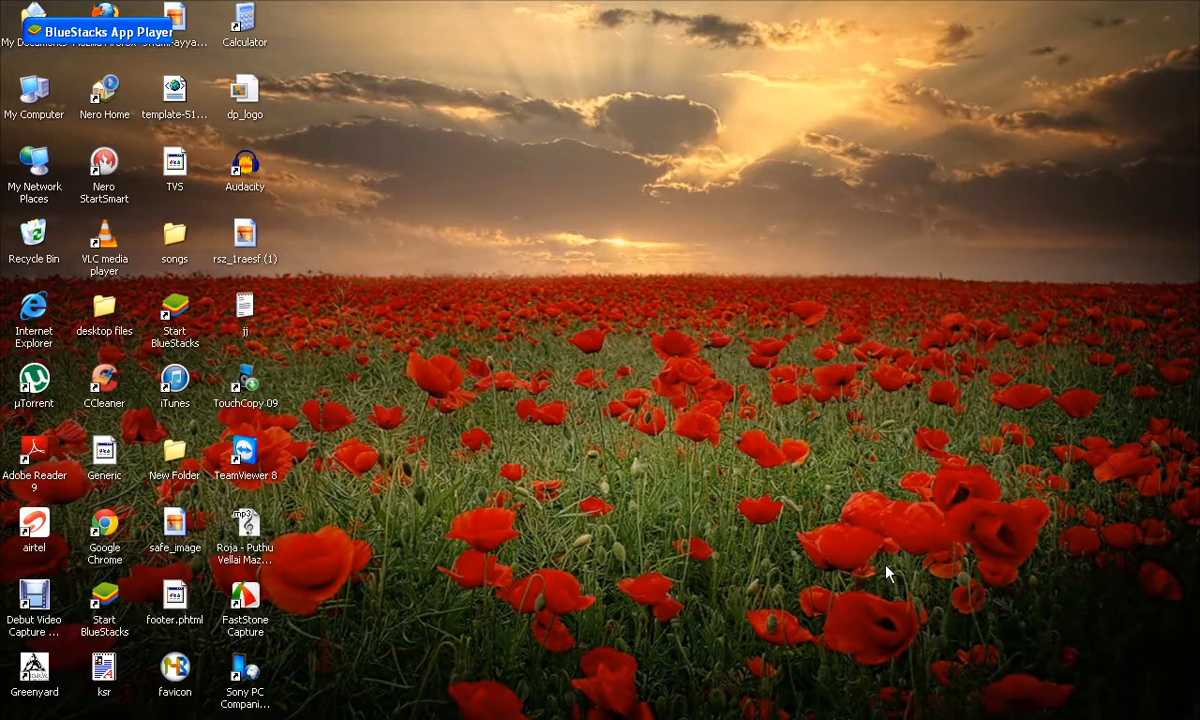 BlueStacks App Player
Calculator
My Computer
Nero Home
template-51...
dp_logo
My Network
Places
Nero
StartSmart
TVS
Audacity
Recycle Bin
VLC media
player
songs
rsz_1raesf (1)
Internet
Explorer
desktop files
Start
BlueStacks
jj
µTorrent
CCleaner
iTunes
TouchCopy 09
Adobe Reader
9
Generic
New Folder
TeamViewer 8
airtel
Google
Chrome
safe_image
mp3
Roja - Puthu
Vellai Maz...
Debut Video
Capture ...
Start
BlueStacks
footer.phtml
FastStone
Capture
Greenyard
ksr
favicon
Sony PC
Compani...